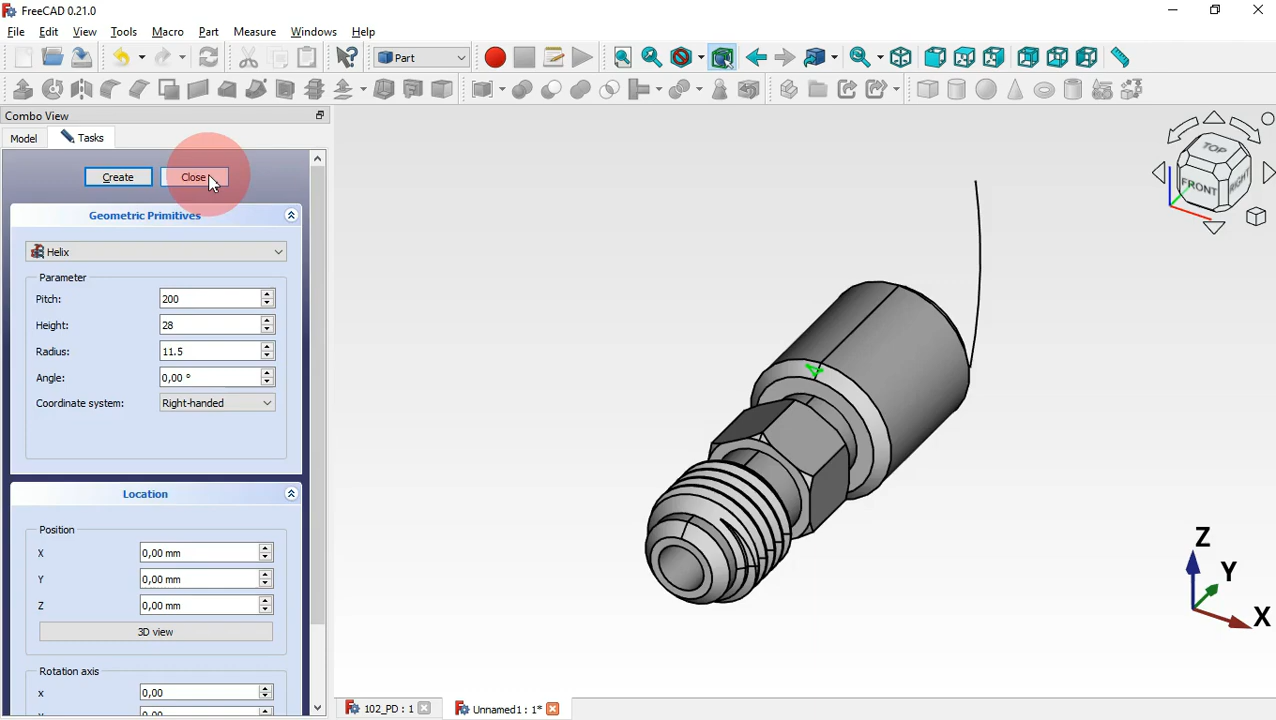 FreeCAD 0.21.0
File Edit View Tools Macro Part Measure Windows Help
Part
Combo View
Model Tasks
Create Close
Geometric Primitives
Helix
Parameter
Pitch: 200
Height: 28
Radius: 11.5
Angle: 0,00 °
Coordinate system: Right-handed
Location
Position
X 0,00 mm
Y 0,00 mm
Z 0,00 mm
3D view
Rotation axis
x 0,00
TOP
FRONT RIGHT
Z
Y
X
102_PD : 1 Unnamed1 : 1*